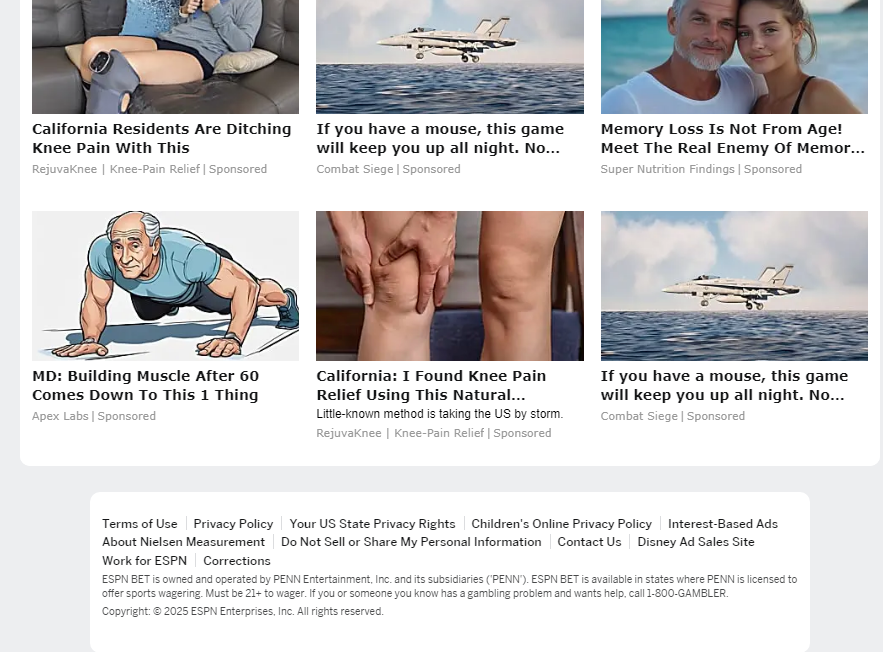 California Residents Are Ditching
Knee Pain With This
RejuvaKnee | Knee-Pain Relief | Sponsored
If you have a mouse, this game
will keep you up all night. No...
Combat Siege | Sponsored
Memory Loss Is Not From Age!
Meet The Real Enemy Of Memor...
Super Nutrition Findings | Sponsored
MD: Building Muscle After 60
Comes Down To This 1 Thing
Apex Labs | Sponsored
California: I Found Knee Pain
Relief Using This Natural...
Little-known method is taking the US by storm.
RejuvaKnee | Knee-Pain Relief | Sponsored
If you have a mouse, this game
will keep you up all night. No...
Combat Siege | Sponsored
Terms of Use | Privacy Policy | Your US State Privacy Rights | Children's Online Privacy Policy | Interest-Based Ads
About Nielsen Measurement | Do Not Sell or Share My Personal Information | Contact Us | Disney Ad Sales Site
Work for ESPN | Corrections
ESPN BET is owned and operated by PENN Entertainment, Inc. and its subsidiaries ('PENN'). ESPN BET is available in states where PENN is licensed to
offer sports wagering. Must be 21+ to wager. If you or someone you know has a gambling problem and wants help, call 1-800-GAMBLER.
Copyright: © 2025 ESPN Enterprises, Inc. All rights reserved.